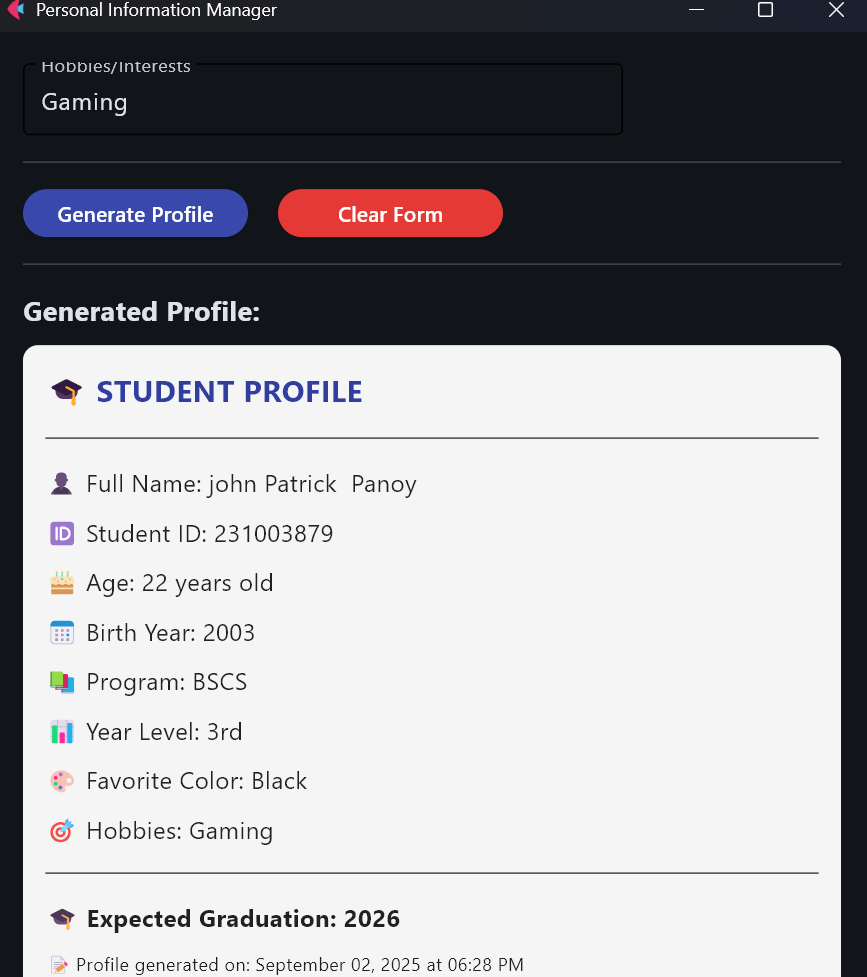 Personal Information Manager
Hobbies/Interests
Gaming
Generate Profile
Clear Form
Generated Profile:
STUDENT PROFILE
Full Name: john Patrick  Panoy
ID Student ID: 231003879
Age: 22 years old
Birth Year: 2003
Program: BSCS
Year Level: 3rd
Favorite Color: Black
Hobbies: Gaming
Expected Graduation: 2026
Profile generated on: September 02, 2025 at 06:28 PM